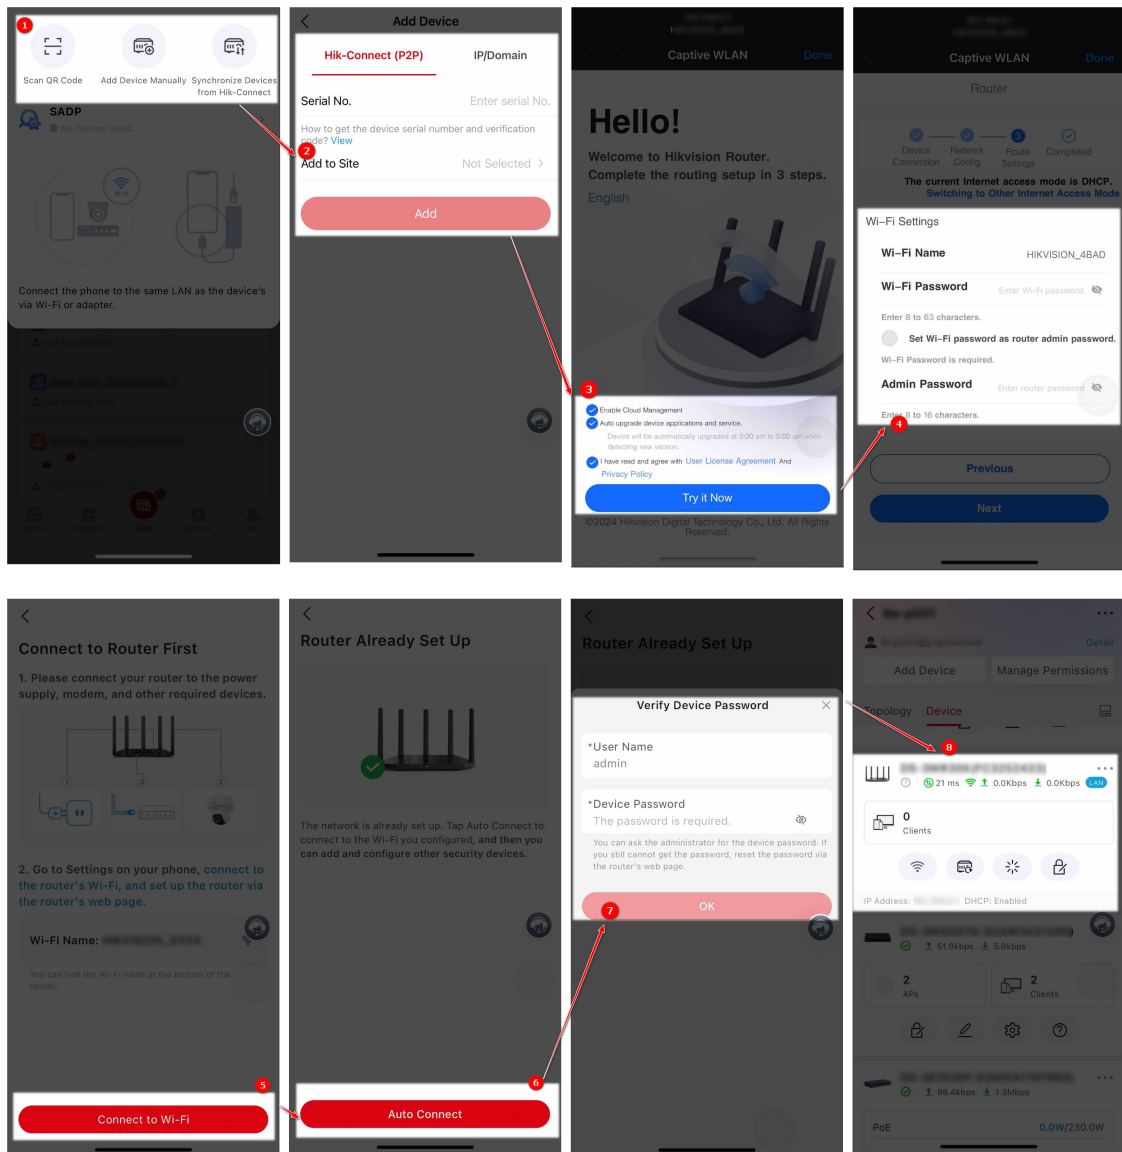 1
Scan QR Code
Add Device Manually
Synchronize Devices
from Hik-Connect
SADP
No devices found.
Wi-Fi
Connect the phone to the same LAN as the device's
via Wi-Fi or adapter.
Add Device
Hik-Connect (P2P)
IP/Domain
Serial No.
Enter serial No.
How to get the device serial number and verification
code? View
2
Add to Site
Not Selected
Add
Captive WLAN
Done
Hello!
Welcome to Hikvision Router.
Complete the routing setup in 3 steps.
English
3
Enable Cloud Management
Auto upgrade device applications and service.
Device will be automatically upgraded at 3:00 am to 5:00 am when
detecting new version.
I have read and agree with User License Agreement And
Privacy Policy
Try it Now
©2024 Hikvision Digital Technology Co., Ltd. All Rights
Reserved.
Captive WLAN
Done
Router
3
Device
Connection
Network
Config
Route
Settings
Completed
The current Internet access mode is DHCP.
Switching to Other Internet Access Mode
Wi-Fi Settings
Wi-Fi Name
HIKVISION_4BAD
Wi-Fi Password
Enter Wi-Fi password.
Enter 8 to 63 characters.
Set Wi-Fi password as router admin password.
Wi-Fi Password is required.
Admin Password
Enter router password
Enter 8 to 16 characters.
4
Previous
Next
Connect to Router First
1. Please connect your router to the power
supply, modem, and other required devices.
1
2
3
2. Go to Settings on your phone, connect to
the router's Wi-Fi, and set up the router via
the router's web page.
Wi-Fi Name:
You can find the Wi-Fi name at the bottom of the
router.
5
Connect to Wi-Fi
Router Already Set Up
The network is already set up. Tap Auto Connect to
connect to the Wi-Fi you configured, and then you
can add and configure other security devices.
6
Auto Connect
Router Already Set Up
Verify Device Password
*User Name
admin
*Device Password
The password is required.
You can ask the administrator for the device password. If
you still cannot get the password, reset the password via
the router's web page.
7
OK
Detail
Add Device
Manage Permissions
Topology
Device
8
21 ms
0.0Kbps
0.0Kbps
LAN
0
Clients
IP Address:
DHCP: Enabled
51.9kbps
5.9kbps
2
APs
2
Clients
98.4kbps
1.3Mbps
PoE
0.0W/230.0W